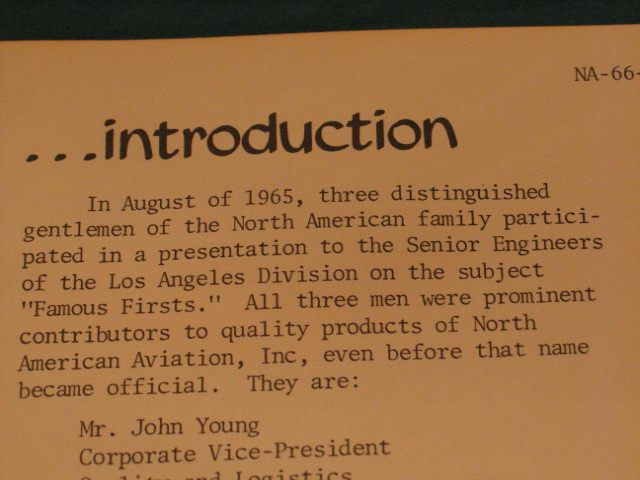 NA-66-
...introduction
In August of 1965, three distinguished
gentlemen of the North American family partici-
pated in a presentation to the Senior Engineers
of the Los Angeles Division on the subject
"Famous Firsts." All three men were prominent
contributors to quality products of North
American Aviation, Inc, even before that name
became official. They are:
Mr. John Young
Corporate Vice-President
Quality and Logistics